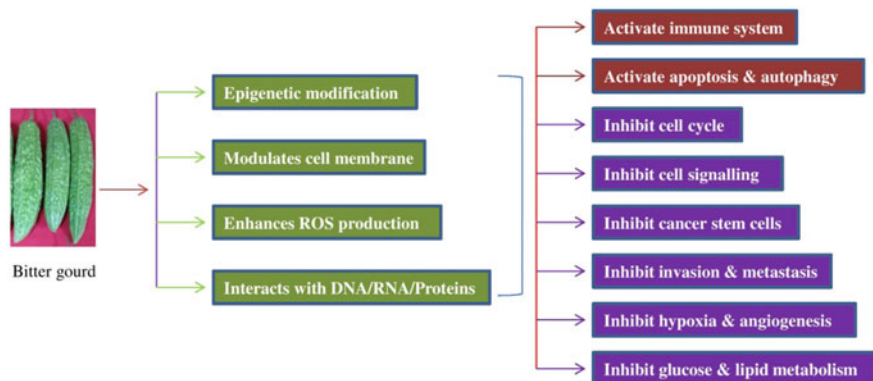 Bitter gourd
Epigenetic modification
Modulates cell membrane
Enhances ROS production
Interacts with DNA/RNA/Proteins
Activate immune system
Activate apoptosis & autophagy
Inhibit cell cycle
Inhibit cell signalling
Inhibit cancer stem cells
Inhibit invasion & metastasis
Inhibit hypoxia & angiogenesis
Inhibit glucose & lipid metabolism